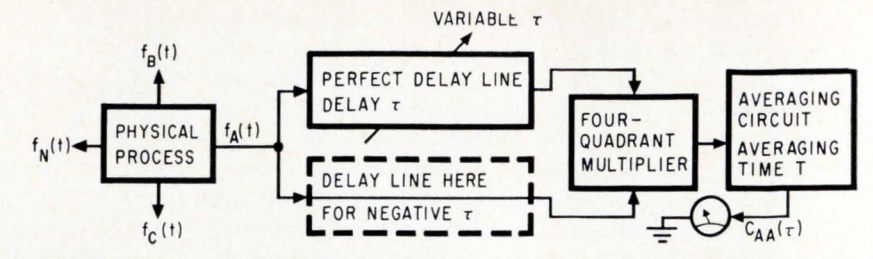 VARIABLE τ
f_B(t)
PERFECT DELAY LINE
DELAY τ
AVERAGING
CIRCUIT
AVERAGING
TIME T
FOUR-
QUADRANT
MULTIPLIER
f_N(t)
PHYSICAL
PROCESS
f_A(t)
DELAY LINE HERE
FOR NEGATIVE τ
f_C(t)
C_AA(τ)